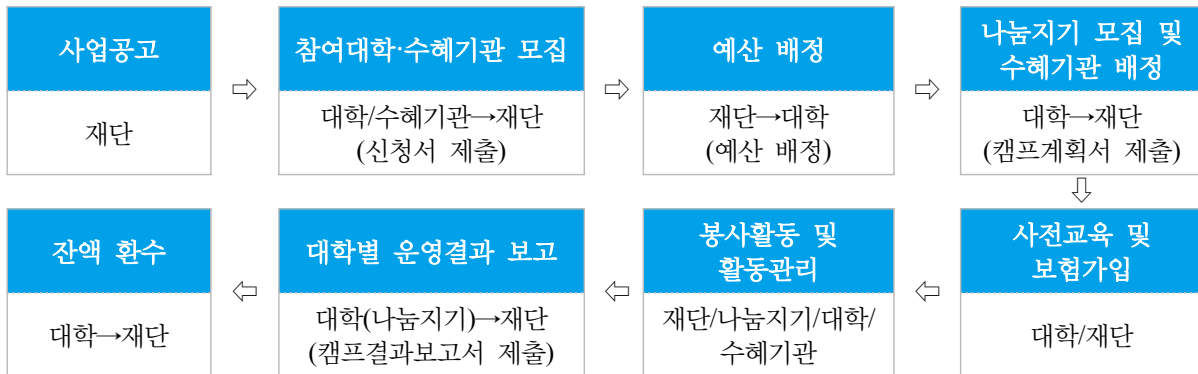 사업공고
재단
⇨
참여대학·수혜기관 모집
대학/수혜기관→재단
(신청서 제출)
⇨
예산 배정
재단→대학
(예산 배정)
⇨
나눔지기 모집 및
수혜기관 배정
대학→재단
(캠프계획서 제출)
⇩
사전교육 및
보험가입
대학/재단
⇦
봉사활동 및
활동관리
재단/나눔지기/대학/
수혜기관
⇦
대학별 운영결과 보고
대학(나눔지기)→재단
(캠프결과보고서 제출)
⇦
잔액 환수
대학→재단